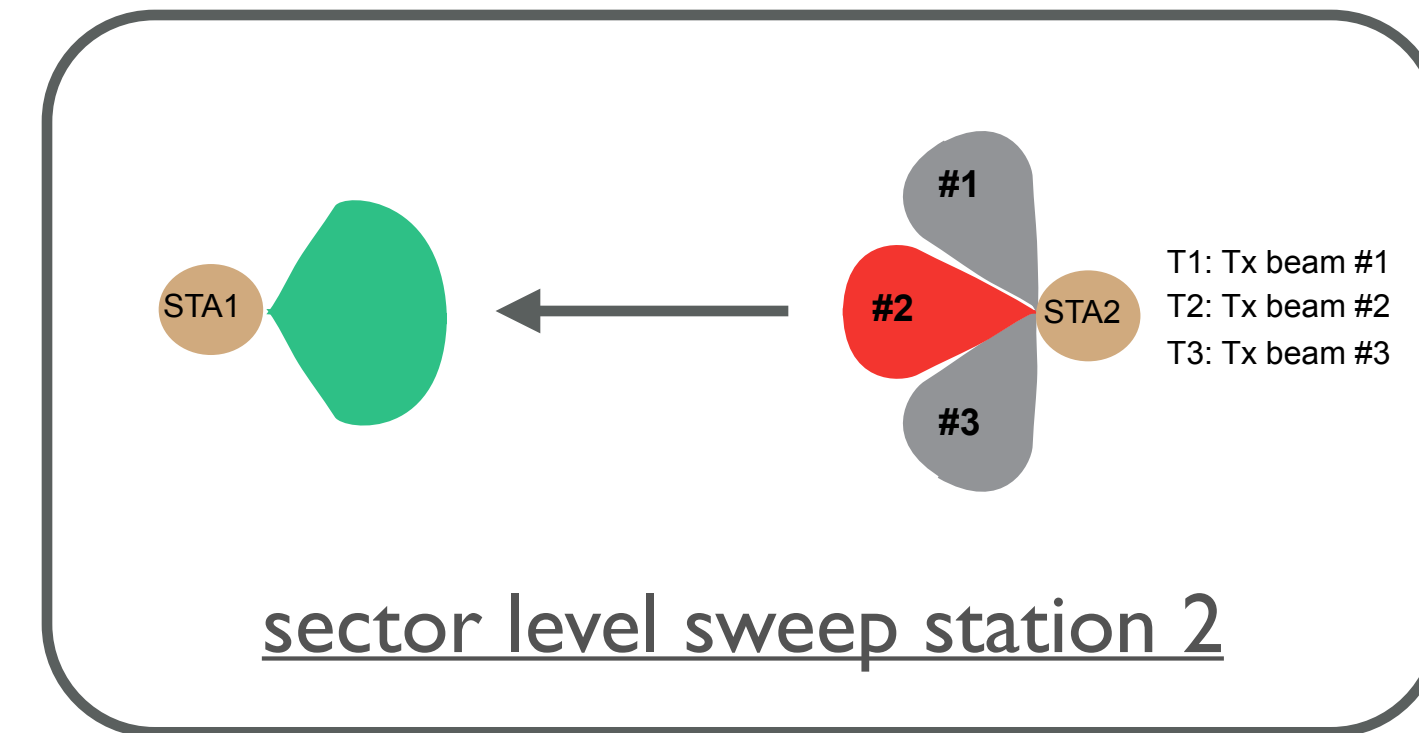 #1
T1: Tx beam #1
STA1
#2
STA2
T2: Tx beam #2
T3: Tx beam #3
#3
sector level sweep station 2